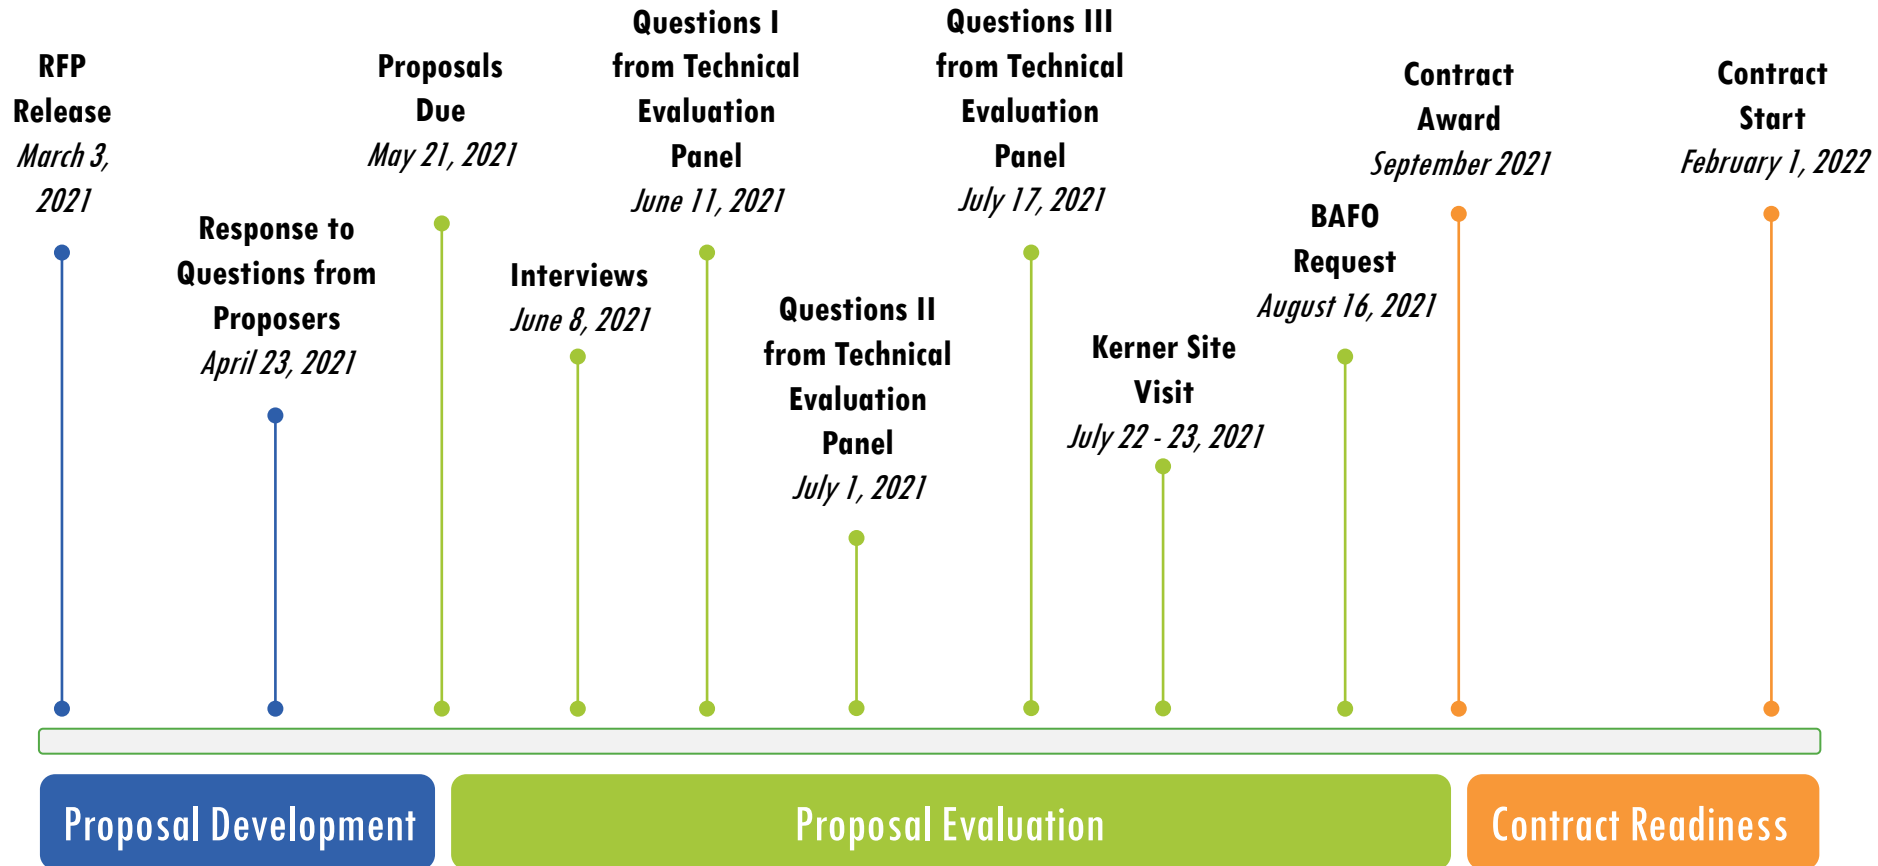 RFP
Release
March 3,
2021
Response to
Questions from
Proposers
April 23, 2021
Proposals
Due
May 21, 2021
Interviews
June 8, 2021
Questions I
from Technical
Evaluation
Panel
June 11, 2021
Questions II
from Technical
Evaluation
Panel
July 1, 2021
Questions III
from Technical
Evaluation
Panel
July 17, 2021
Kerner Site
Visit
July 22 - 23, 2021
BAFO
Request
August 16, 2021
Contract
Award
September 2021
Contract
Start
February 1, 2022
Proposal Development
Proposal Evaluation
Contract Readiness